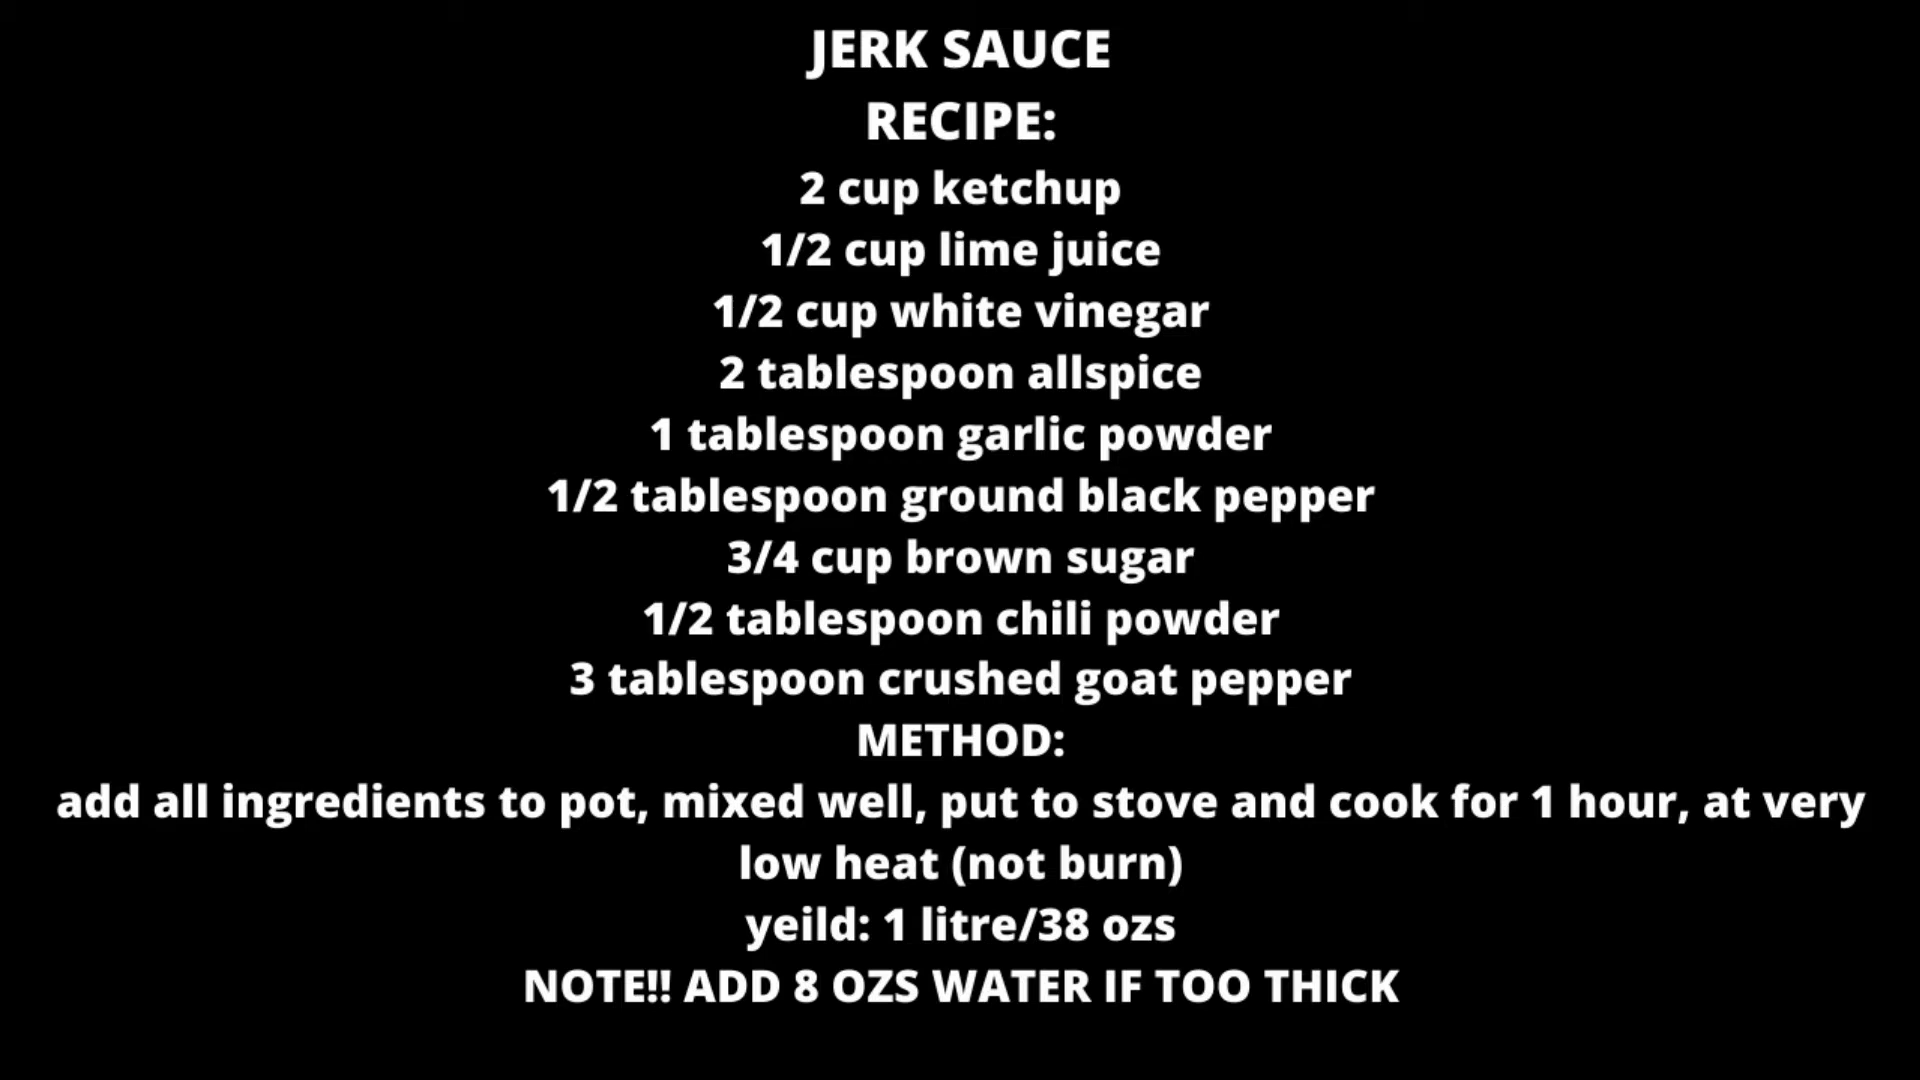 JERK SAUCE
RECIPE:
2 cup ketchup
1/2 cup lime juice
1/2 cup white vinegar
2 tablespoon allspice
1 tablespoon garlic powder
1/2 tablespoon ground black pepper
3/4 cup brown sugar
1/2 tablespoon chili powder
3 tablespoon crushed goat pepper
METHOD:
add all ingredients to pot, mixed well, put to stove and cook for 1 hour, at very
low heat (not burn)
yeild: 1 litre/38 ozs
NOTE!! ADD 8 OZS WATER IF TOO THICK